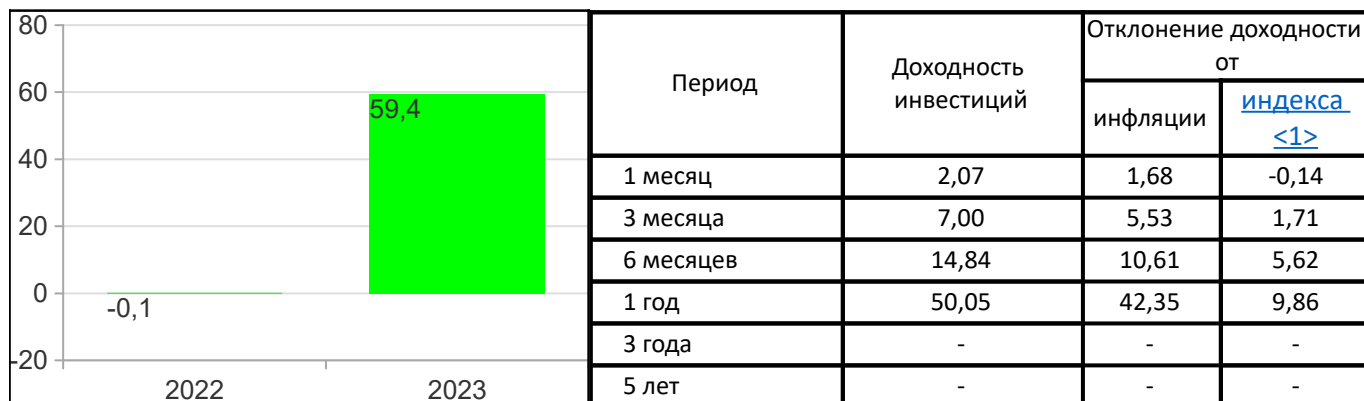 80
60
40
20
0
-20
59,4
-0,1
2022
2023
Период
Доходность
инвестиций
Отклонение доходности
от
инфляции
индекса
<1>
1 месяц 2,07 1,68 -0,14
3 месяца 7,00 5,53 1,71
6 месяцев 14,84 10,61 5,62
1 год 50,05 42,35 9,86
3 года - - -
5 лет - - -